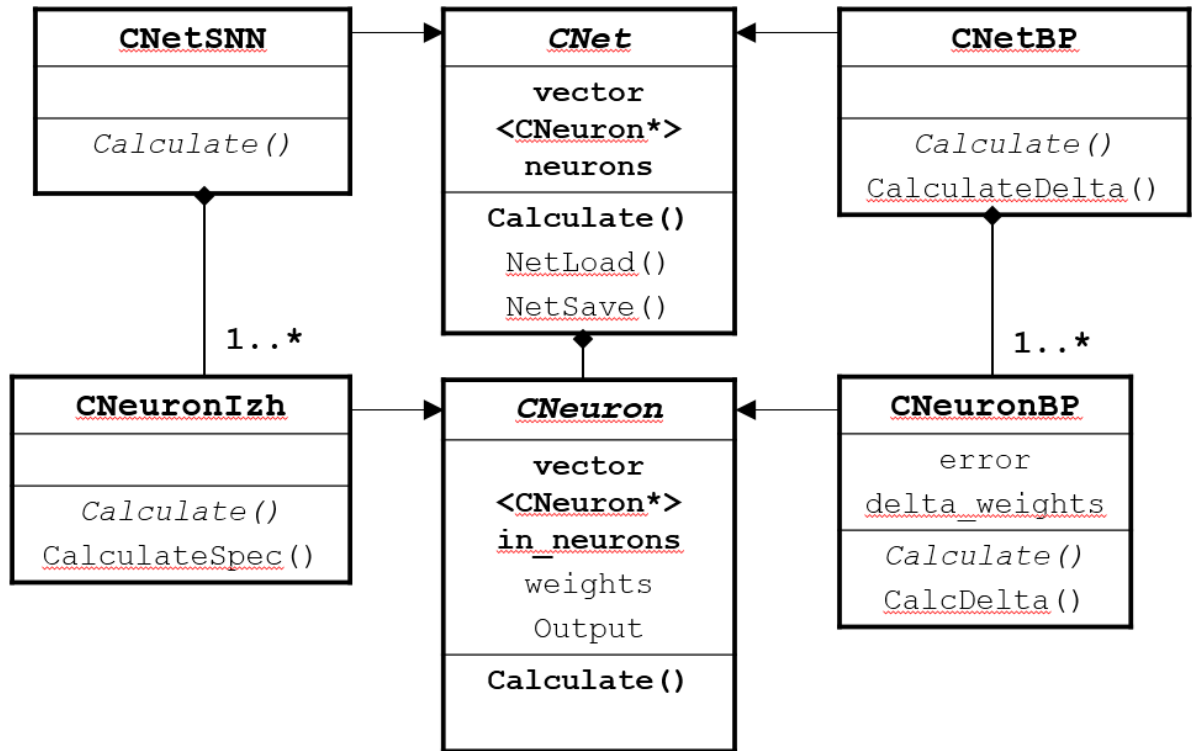 CNetSNN
Calculate()
CNet
vector
<CNeuron*>
neurons
Calculate()
NetLoad()
NetSave()
CNetBP
Calculate()
CalculateDelta()
1..*
1..*
CNeuronIzh
Calculate()
CalculateSpec()
CNeuron
vector
<CNeuron*>
in_neurons
weights
Output
Calculate()
CNeuronBP
error
delta_weights
Calculate()
CalcDelta()